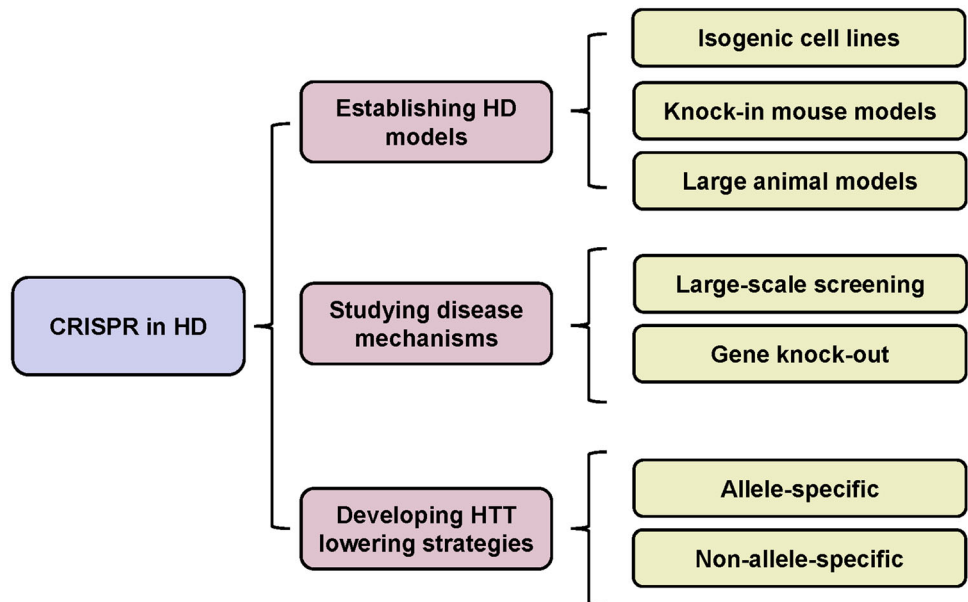 CRISPR in HD
Establishing HD
models
Isogenic cell lines
Knock-in mouse models
Large animal models
Studying disease
mechanisms
Large-scale screening
Gene knock-out
Developing HTT
lowering strategies
Allele-specific
Non-allele-specific